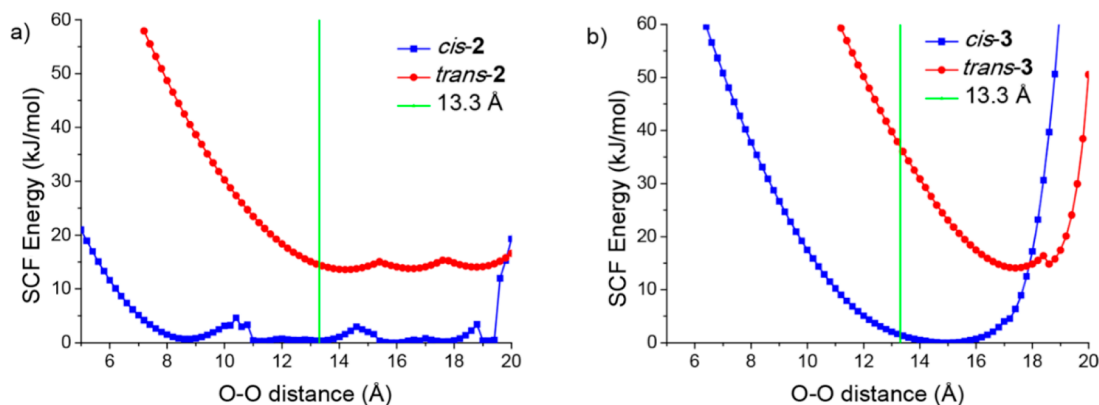 a)
cis-2
trans-2
13.3 Å
SCF Energy (kJ/mol)
60
50
40
30
20
10
0
6 8 10 12 14 16 18 20
O-O distance (Å)
b)
cis-3
trans-3
13.3 Å
SCF Energy (kJ/mol)
60
50
40
30
20
10
0
6 8 10 12 14 16 18 20
O-O distance (Å)